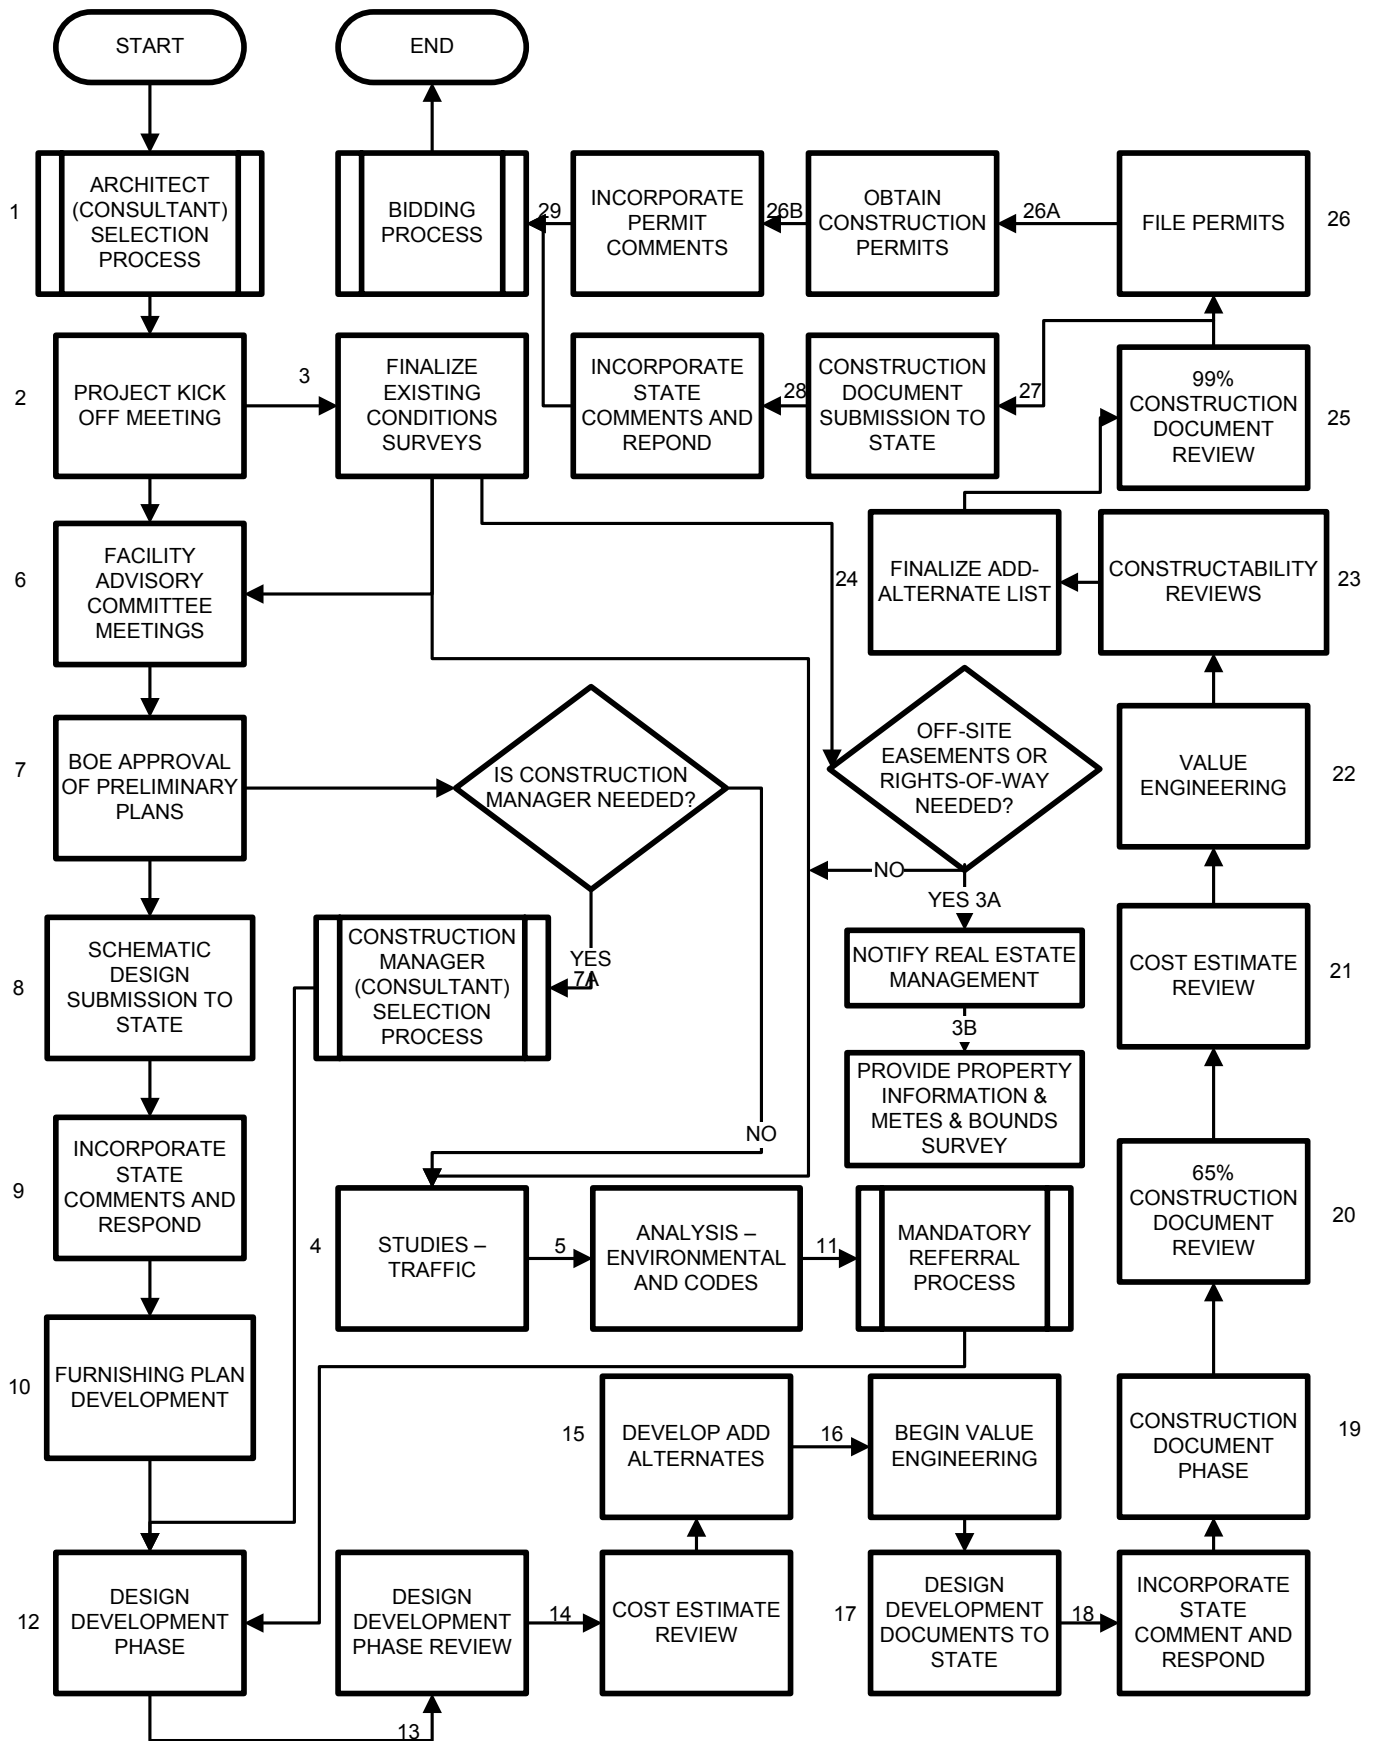 START
END
1
ARCHITECT
(CONSULTANT)
SELECTION
PROCESS
BIDDING
PROCESS
29
INCORPORATE
PERMIT
COMMENTS
26B
OBTAIN
CONSTRUCTION
PERMITS
26A
FILE PERMITS
26
2
PROJECT KICK
OFF MEETING
3
FINALIZE
EXISTING
CONDITIONS
SURVEYS
INCORPORATE
STATE
COMMENTS AND
REPOND
28
CONSTRUCTION
DOCUMENT
SUBMISSION TO
STATE
27
99%
CONSTRUCTION
DOCUMENT
REVIEW
25
6
FACILITY
ADVISORY
COMMITTEE
MEETINGS
24
FINALIZE ADD-
ALTERNATE LIST
CONSTRUCTABILITY
REVIEWS
23
7
BOE APPROVAL
OF PRELIMINARY
PLANS
IS CONSTRUCTION
MANAGER NEEDED?
OFF-SITE
EASEMENTS OR
RIGHTS-OF-WAY
NEEDED?
VALUE
ENGINEERING
22
NO
YES 3A
8
SCHEMATIC
DESIGN
SUBMISSION TO
STATE
CONSTRUCTION
MANAGER
(CONSULTANT)
SELECTION
PROCESS
YES
7A
NOTIFY REAL ESTATE
MANAGEMENT
3B
COST ESTIMATE
REVIEW
21
PROVIDE PROPERTY
INFORMATION &
METES & BOUNDS
SURVEY
NO
9
INCORPORATE
STATE
COMMENTS AND
RESPOND
4
STUDIES –
TRAFFIC
5
ANALYSIS –
ENVIRONMENTAL
AND CODES
11
MANDATORY
REFERRAL
PROCESS
65%
CONSTRUCTION
DOCUMENT
REVIEW
20
10
FURNISHING PLAN
DEVELOPMENT
15
DEVELOP ADD
ALTERNATES
16
BEGIN VALUE
ENGINEERING
CONSTRUCTION
DOCUMENT
PHASE
19
12
DESIGN
DEVELOPMENT
PHASE
13
DESIGN
DEVELOPMENT
PHASE REVIEW
14
COST ESTIMATE
REVIEW
17
DESIGN
DEVELOPMENT
DOCUMENTS TO
STATE
18
INCORPORATE
STATE
COMMENT AND
RESPOND